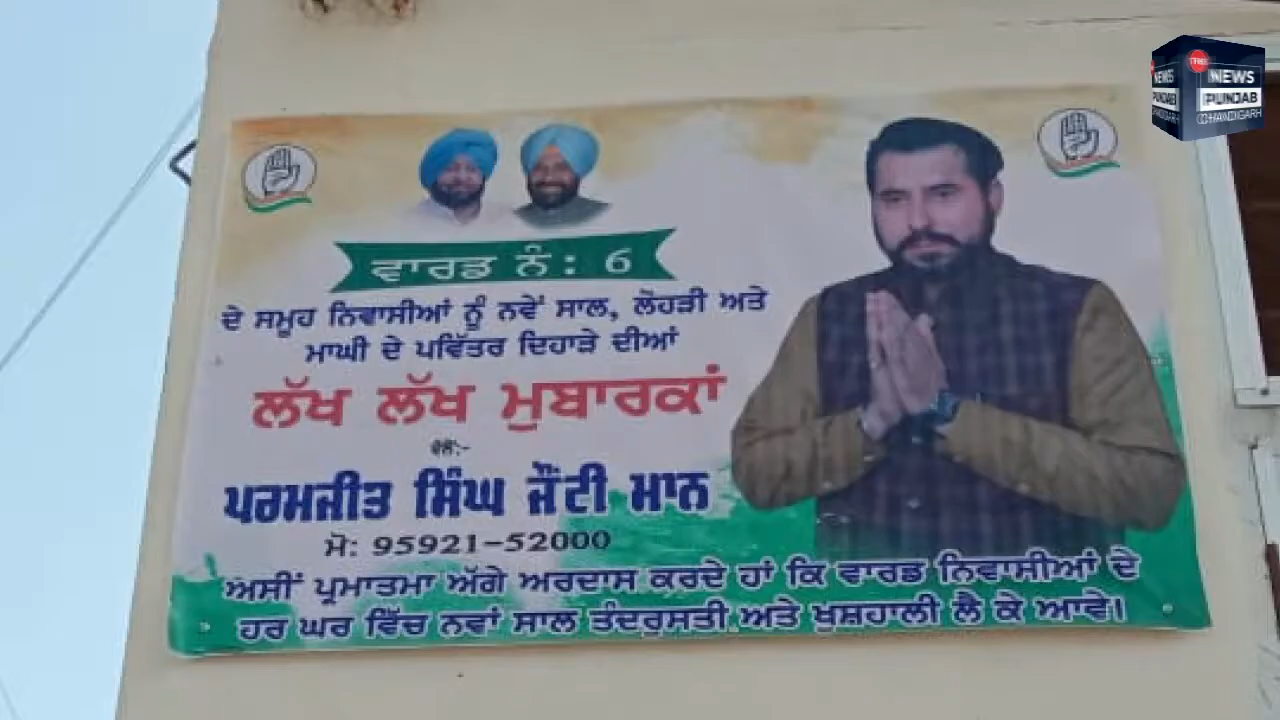 ਵਾਰਡ ਨੰ: 6
ਦੇ ਸਮੂਹ ਨਿਵਾਸੀਆਂ ਨੂੰ ਨਵੇਂ ਸਾਲ, ਲੋਹੜੀ ਅਤੇ
ਮਾਘੀ ਦੇ ਪਵਿੱਤਰ ਦਿਹਾੜੇ ਦੀਆਂ
ਲੱਖ ਲੱਖ ਮੁਬਾਰਕਾਂ
ਵੱਲੋਂ:-
ਪਰਮਜੀਤ ਸਿੰਘ ਜੌਂਟੀ ਮਾਨ
ਮੋ: 95921-52000
ਅਸੀਂ ਪ੍ਰਮਾਤਮਾ ਅੱਗੇ ਅਰਦਾਸ ਕਰਦੇ ਹਾਂ ਕਿ ਵਾਰਡ ਨਿਵਾਸੀਆਂ ਦੇ
ਹਰ ਘਰ ਵਿੱਚ ਨਵਾਂ ਸਾਲ ਤੰਦਰੁਸਤੀ ਅਤੇ ਖੁਸ਼ਹਾਲੀ ਲੈ ਕੇ ਆਵੇ।
NEWS
PUNJAB
CHANDIGARH